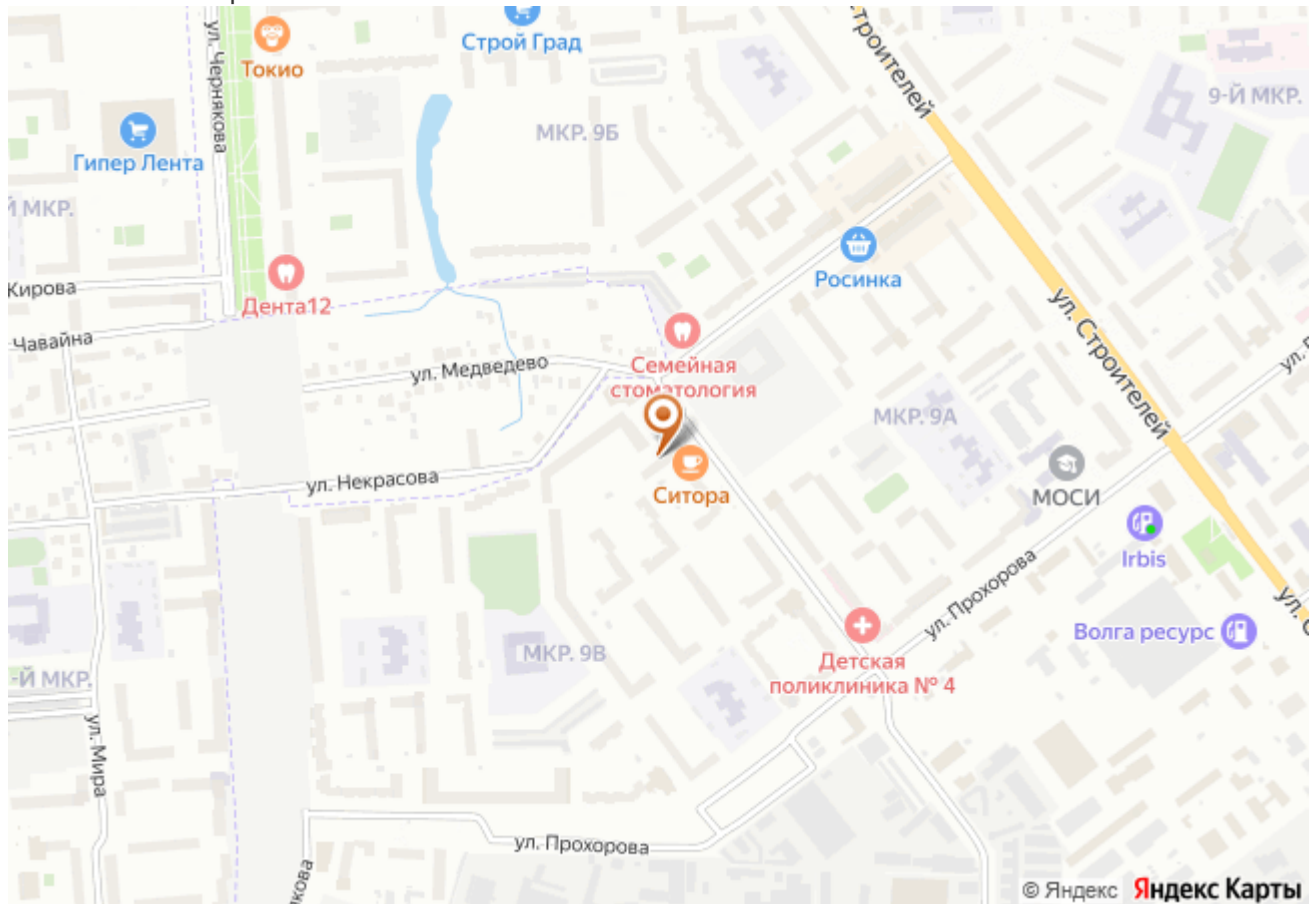 ул. Чернякова
Токио
Строй Град
ул. Строителей
9-Й МКР.
МКР. 9Б
Гипер Лента
Й МКР.
Росинка
Кирова
Дента12
Чавайна
ул. Медведево
Семейная
стоматология
ул. Строителей
МКР. 9А
МОСИ
Ситора
ул. Некрасова
Irbis
ул. Прохорова
Волга ресурс
МКР. 9В
Детская
поликлиника № 4
-Й МКР.
ул. Мира
ул. Прохорова
© Яндекс Яндекс Карты